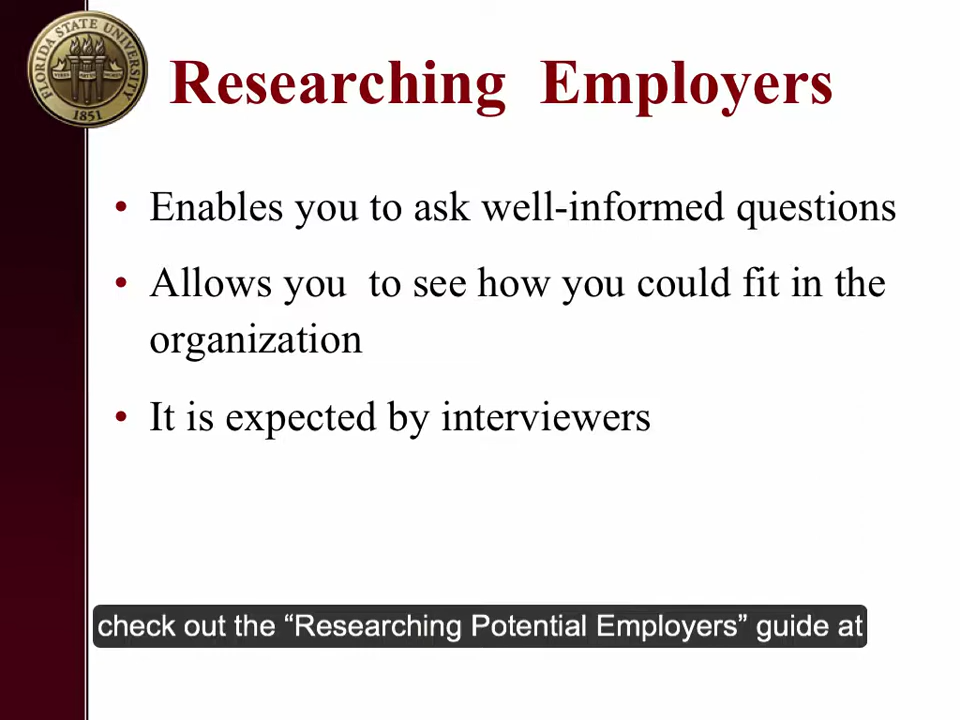 FLORIDA STATE UNIVERSITY
1851
Researching Employers
• Enables you to ask well-informed questions
• Allows you to see how you could fit in the
organization
• It is expected by interviewers
check out the “Researching Potential Employers” guide at